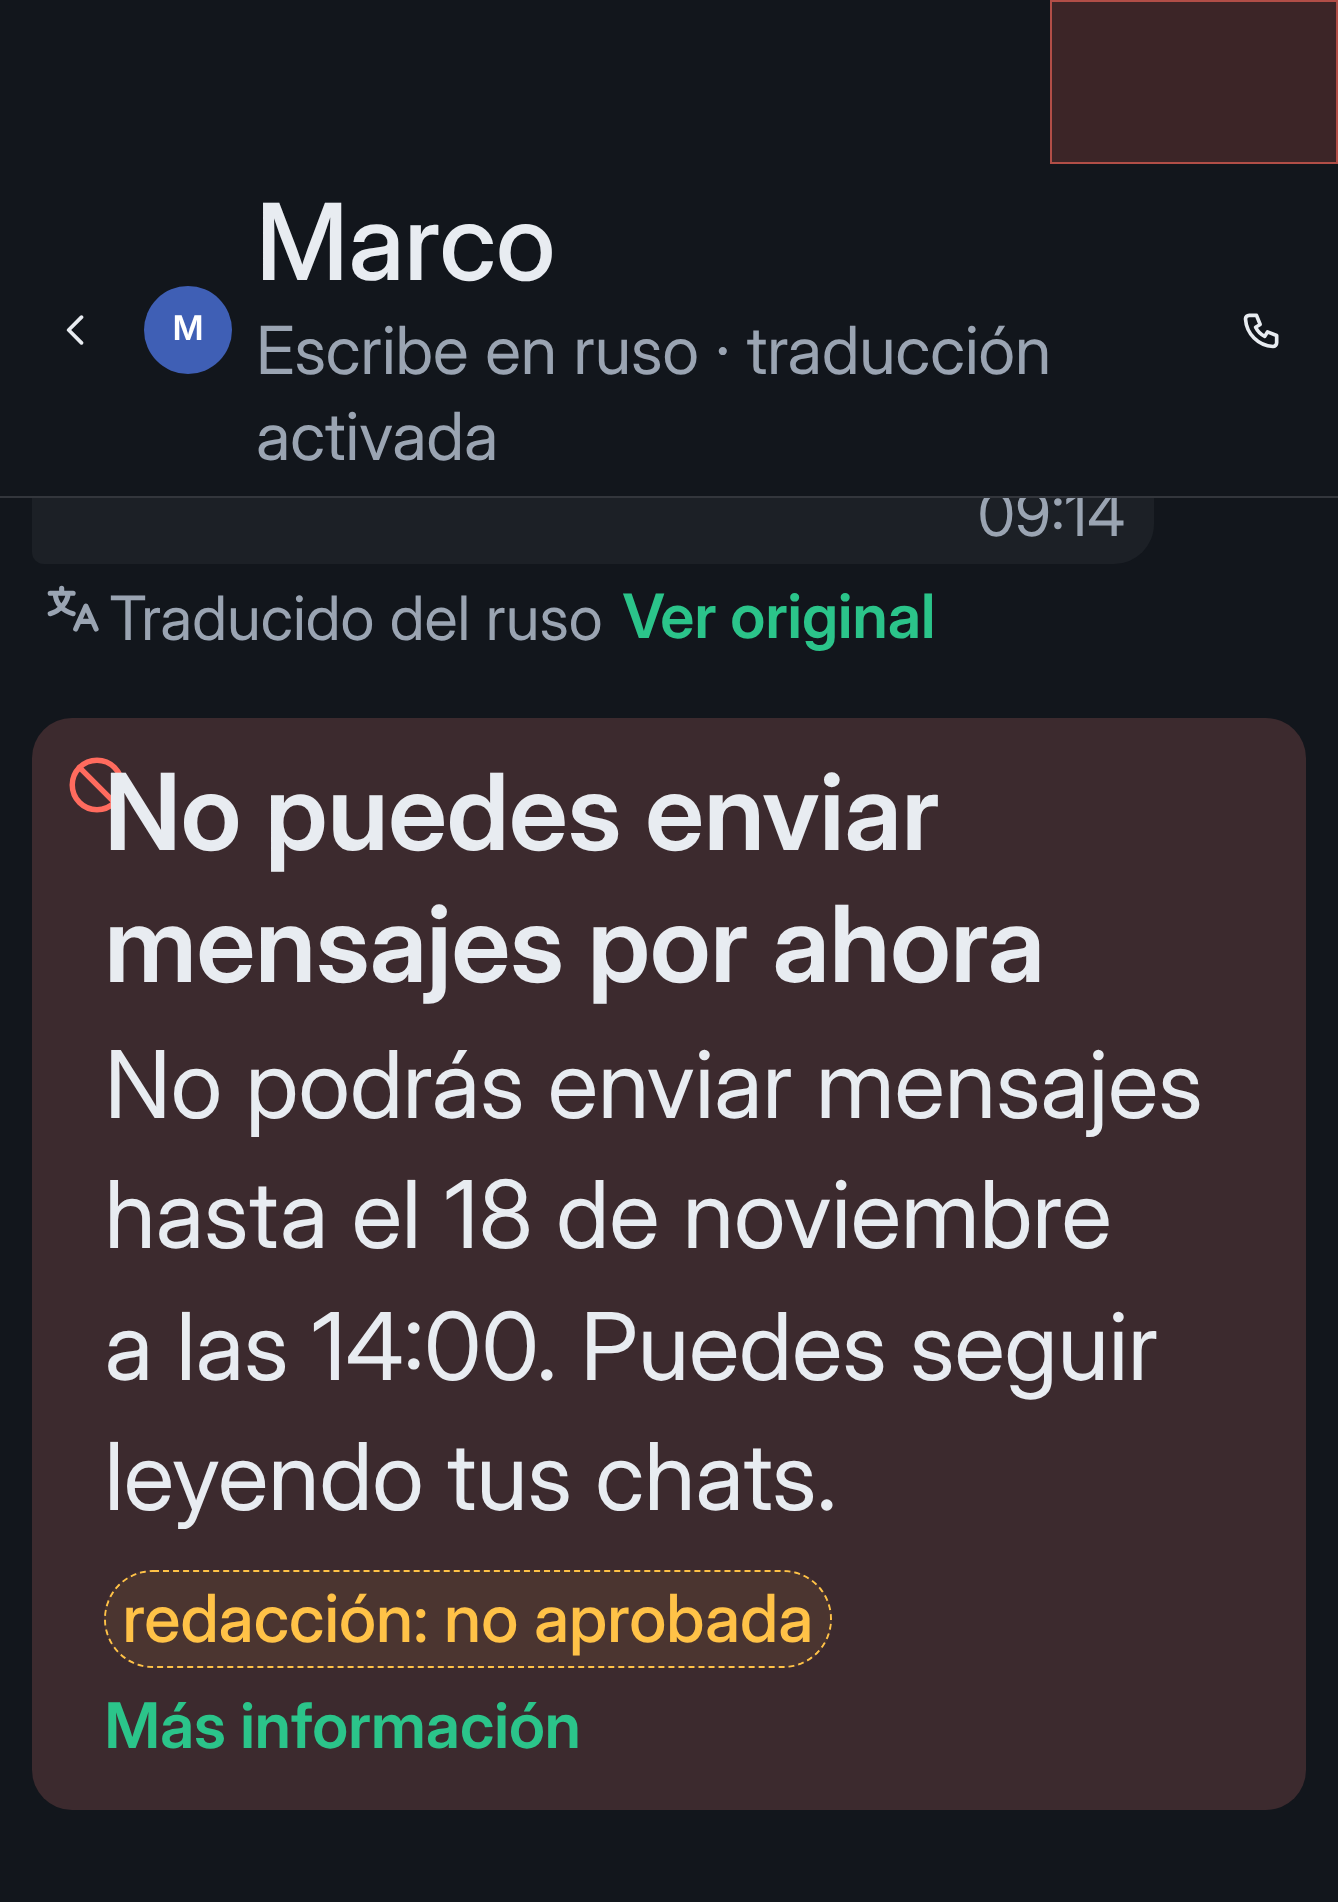 Marco
M
Escribe en ruso · traducción
activada
09:14
Traducido del ruso Ver original
No puedes enviar
mensajes por ahora
No podrás enviar mensajes
hasta el 18 de noviembre
a las 14:00. Puedes seguir
leyendo tus chats.
redacción: no aprobada
Más información